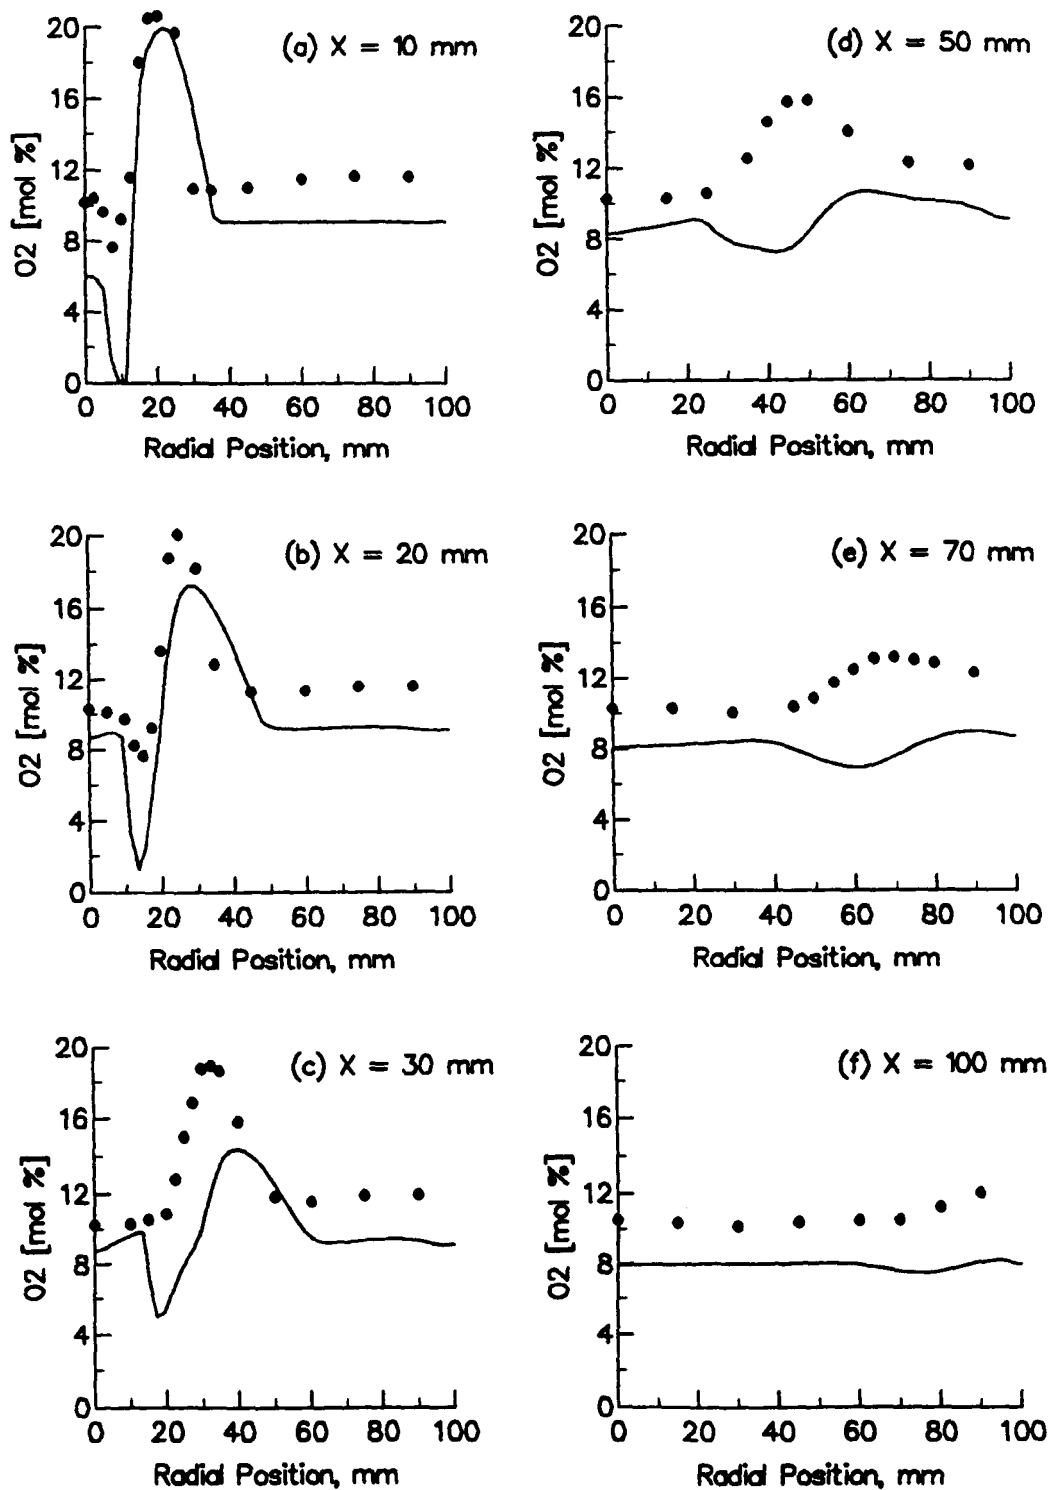 (a) X = 10 mm
O2 [mol %]
20
16
12
8
4
0
0 20 40 60 80 100
Radial Position, mm
(b) X = 20 mm
O2 [mol %]
20
16
12
8
4
0
0 20 40 60 80 100
Radial Position, mm
(c) X = 30 mm
O2 [mol %]
20
16
12
8
4
0
0 20 40 60 80 100
Radial Position, mm
(d) X = 50 mm
O2 [mol %]
20
16
12
8
4
0
0 20 40 60 80 100
Radial Position, mm
(e) X = 70 mm
O2 [mol %]
20
16
12
8
4
0
0 20 40 60 80 100
Radial Position, mm
(f) X = 100 mm
O2 [mol %]
20
16
12
8
4
0
0 20 40 60 80 100
Radial Position, mm